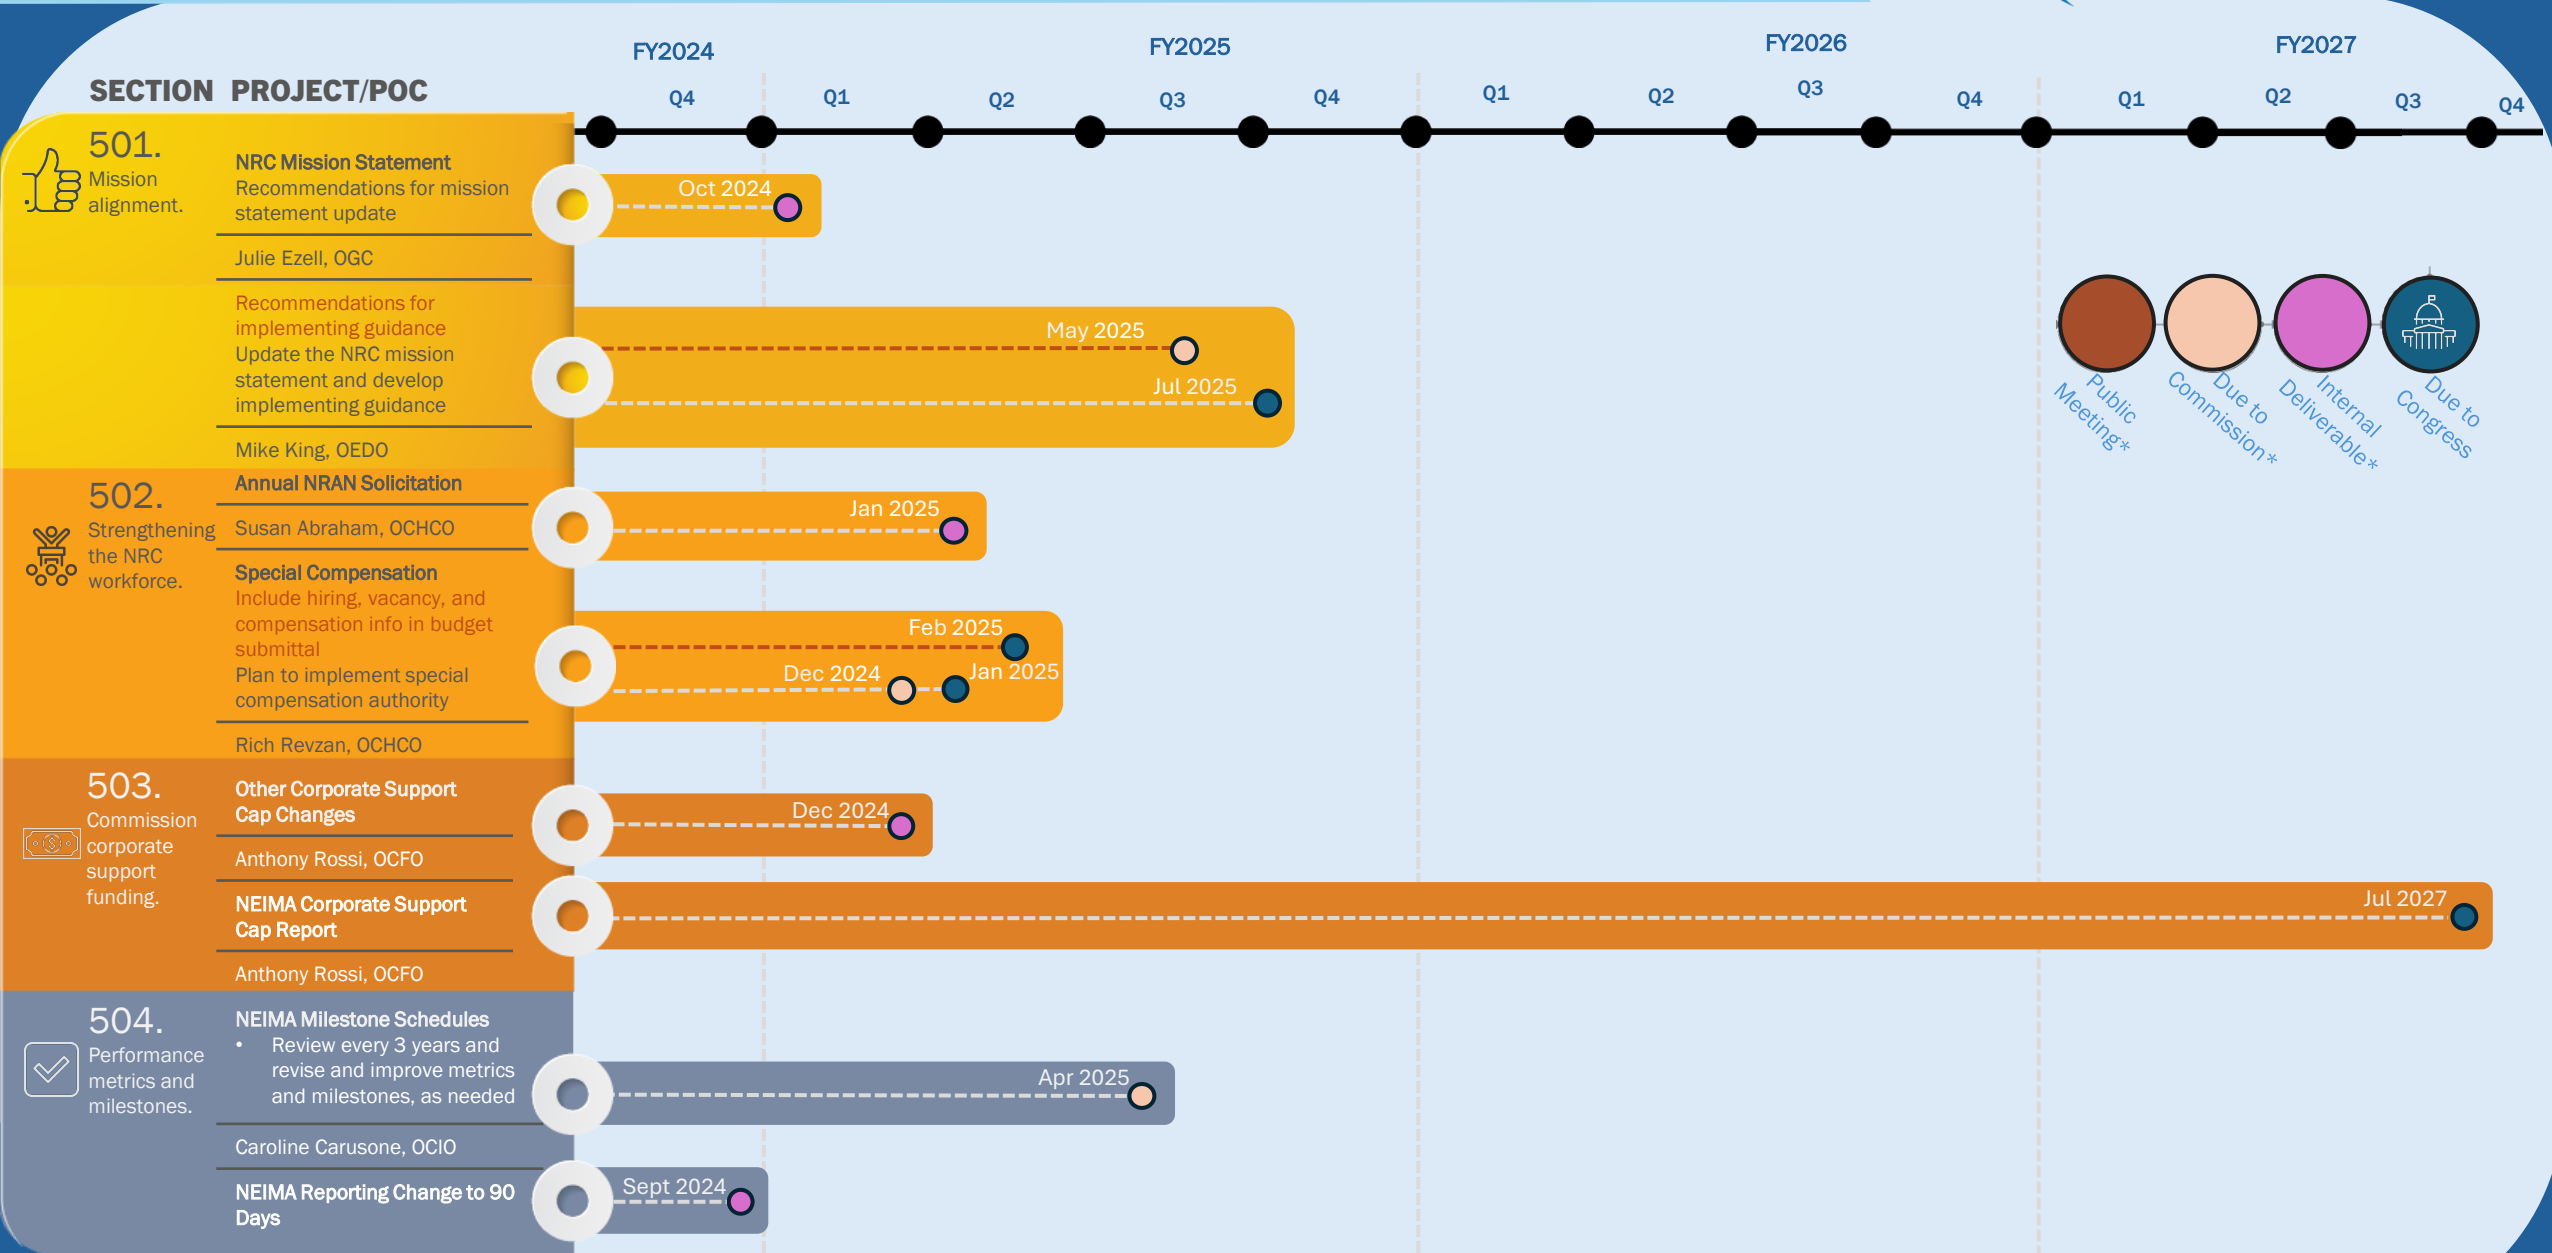 FY2024
FY2025
FY2026
FY2027
SECTION PROJECT/POC
Q4
Q1
Q2
Q3
Q4
Q1
Q2
Q3
Q4
Q1
Q2
Q3
Q4
501.
Mission
alignment.
NRC Mission Statement
Recommendations for mission
statement update
Julie Ezell, OGC
Oct 2024
Recommendations for
implementing guidance
Update the NRC mission
statement and develop
implementing guidance
Mike King, OEDO
May 2025
Jul 2025
Public
Meeting*
Due to
Commission*
Internal
Deliverable*
Due to
Congress
502.
Strengthening
the NRC
workforce.
Annual NRAN Solicitation
Susan Abraham, OCHCO
Jan 2025
Special Compensation
Include hiring, vacancy, and
compensation info in budget
submittal
Plan to implement special
compensation authority
Rich Revzan, OCHCO
Feb 2025
Dec 2024
Jan 2025
503.
Commission
corporate
support
funding.
Other Corporate Support
Cap Changes
Anthony Rossi, OCFO
Dec 2024
NEIMA Corporate Support
Cap Report
Anthony Rossi, OCFO
Jul 2027
504.
Performance
metrics and
milestones.
NEIMA Milestone Schedules
• Review every 3 years and
revise and improve metrics
and milestones, as needed
Caroline Carusone, OCIO
Apr 2025
NEIMA Reporting Change to 90
Days
Sept 2024